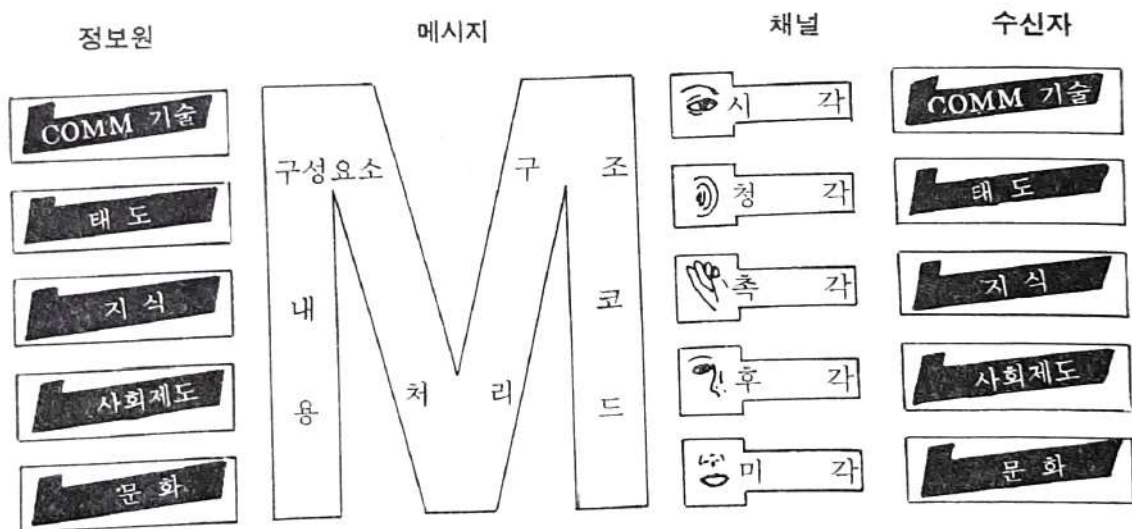 정보원 메시지 채널 수신자
COMM 기술
태도
지식
사회제도
문화
구성요소
구조
내용
처리
코드
시각
청각
촉각
후각
미각
COMM 기술
태도
지식
사회제도
문화